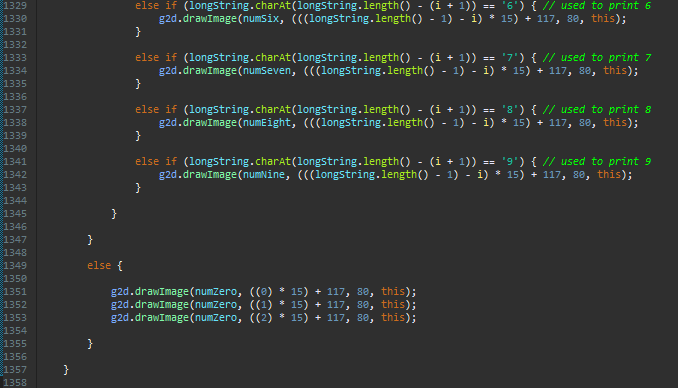 1329 else if (longString.charAt(longString.length() - (i + 1)) == '6') { // used to print 6
1330 g2d.drawImage(numSix, (((longString.length() - 1) - i) * 15) + 117, 80, this);
1331 }
1332
1333 else if (longString.charAt(longString.length() - (i + 1)) == '7') { // used to print 7
1334 g2d.drawImage(numSeven, (((longString.length() - 1) - i) * 15) + 117, 80, this);
1335 }
1336
1337 else if (longString.charAt(longString.length() - (i + 1)) == '8') { // used to print 8
1338 g2d.drawImage(numEight, (((longString.length() - 1) - i) * 15) + 117, 80, this);
1339 }
1340
1341 else if (longString.charAt(longString.length() - (i + 1)) == '9') { // used to print 9
1342 g2d.drawImage(numNine, (((longString.length() - 1) - i) * 15) + 117, 80, this);
1343 }
1344
1345 }
1346
1347 }
1348
1349 else {
1350
1351 g2d.drawImage(numZero, ((0) * 15) + 117, 80, this);
1352 g2d.drawImage(numZero, ((1) * 15) + 117, 80, this);
1353 g2d.drawImage(numZero, ((2) * 15) + 117, 80, this);
1354
1355 }
1356
1357 }
1358